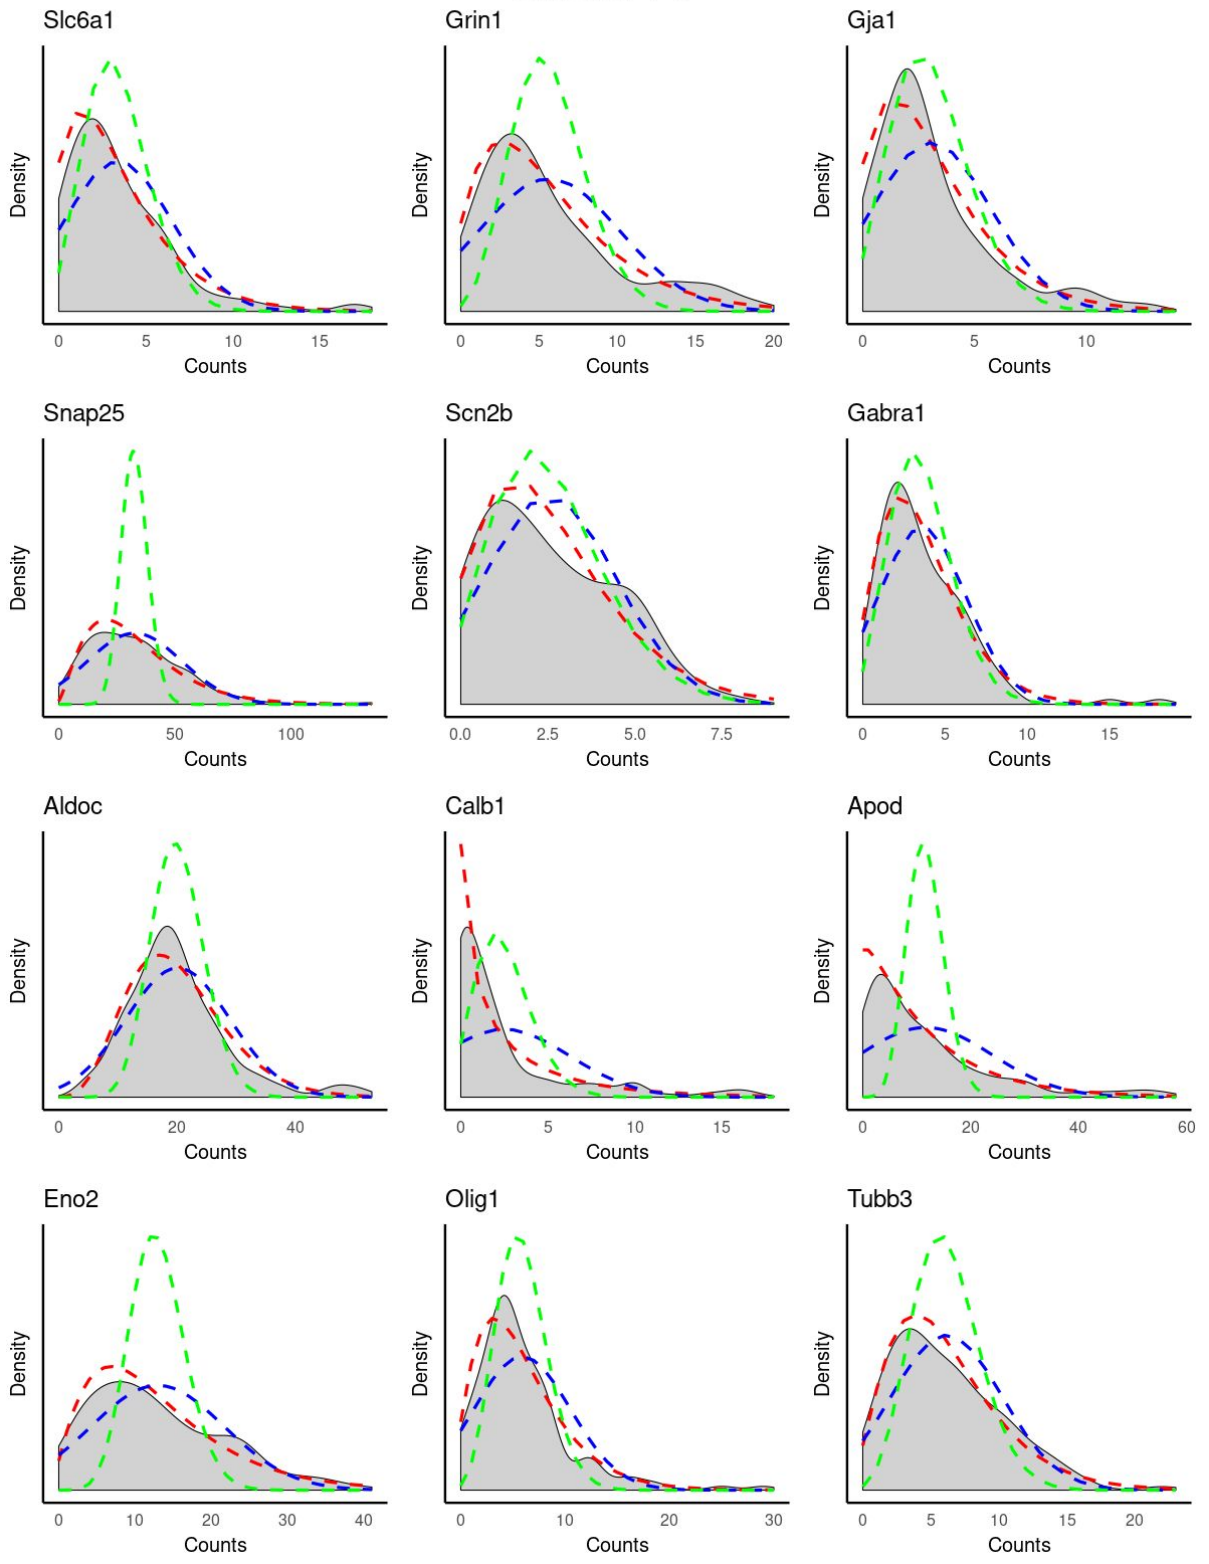 Slc6a1 Grin1 Gja1
Density Density Density
0 5 10 15 0 5 10 15 20 0 5 10
Counts Counts Counts
Snap25 Scn2b Gabra1
Density Density Density
0 50 100 0.0 2.5 5.0 7.5 0 5 10 15
Counts Counts Counts
Aldoc Calb1 Apod
Density Density Density
0 20 40 0 5 10 15 0 20 40 60
Counts Counts Counts
Eno2 Olig1 Tubb3
Density Density Density
0 10 20 30 40 0 10 20 30 0 5 10 15 20
Counts Counts Counts